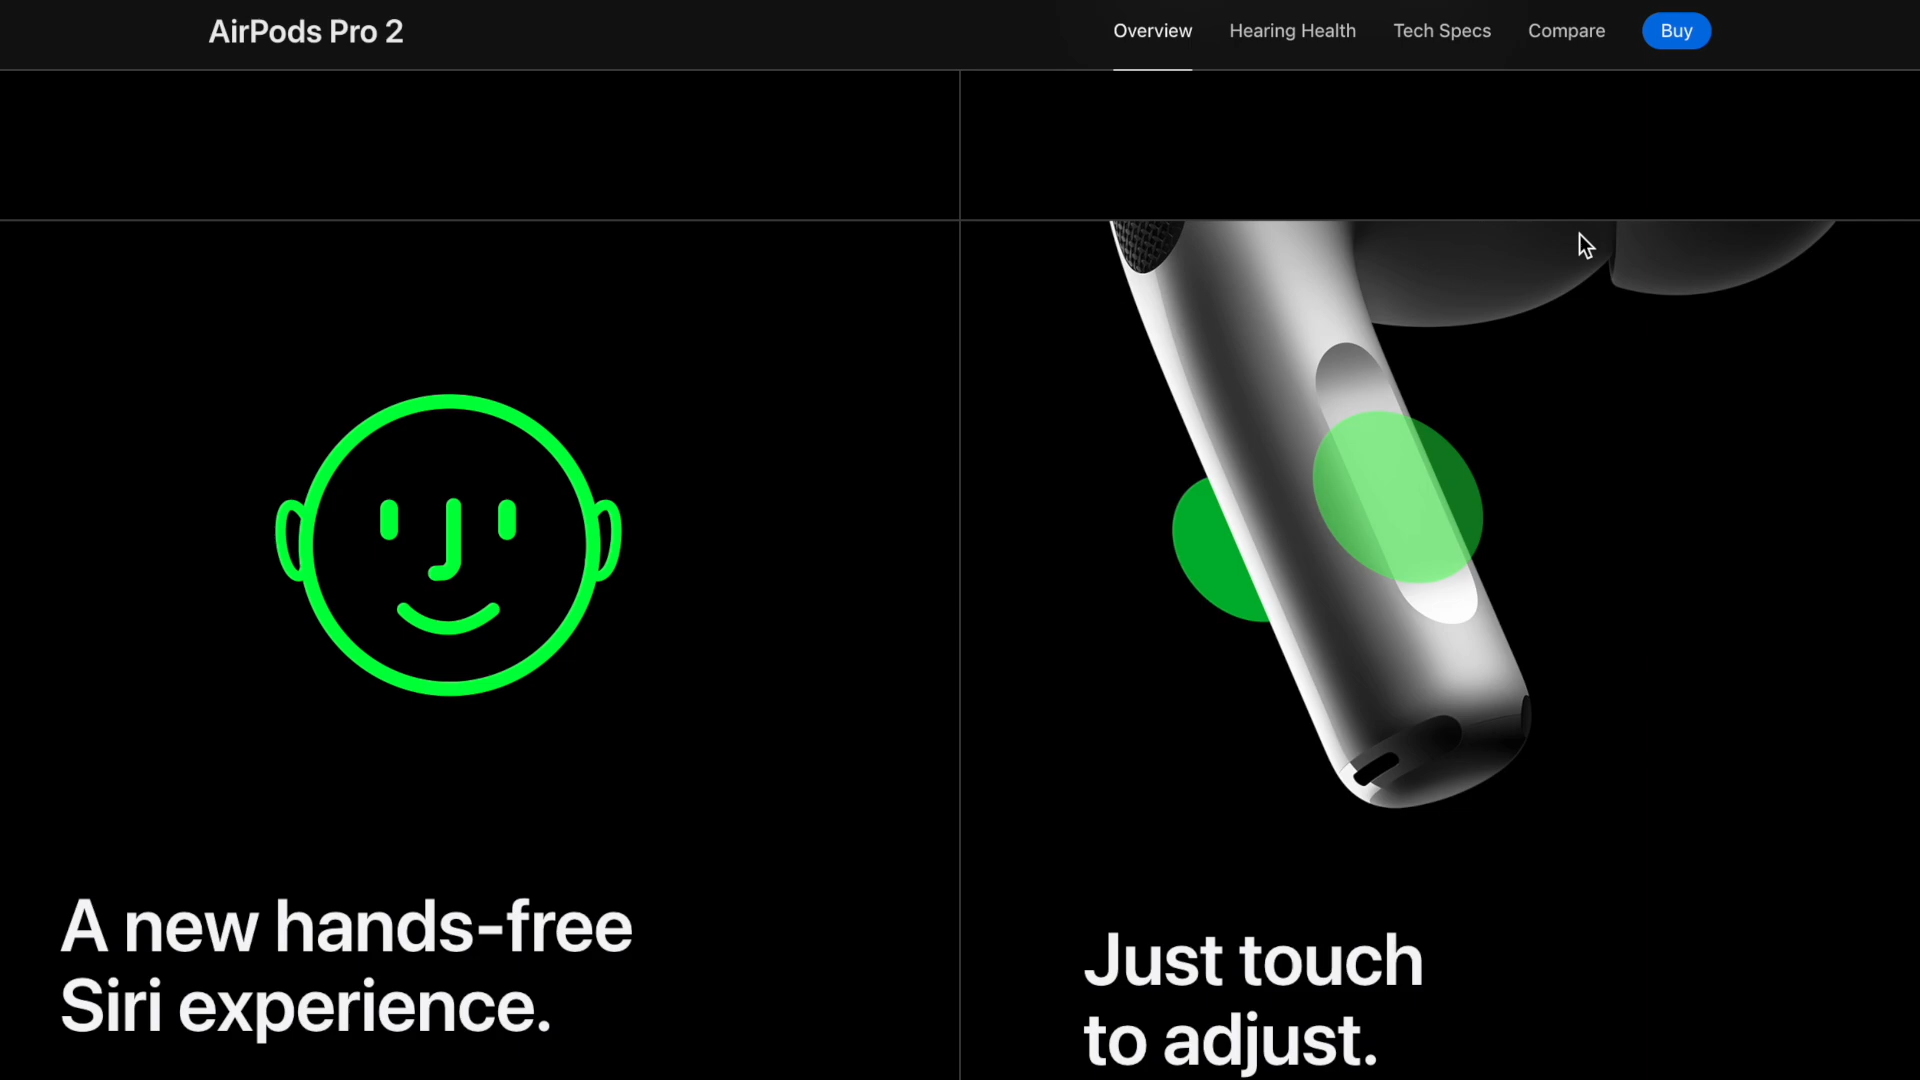 AirPods Pro 2
Overview
Hearing Health
Tech Specs
Compare
Buy
A new hands-free
Siri experience.
Just touch
to adjust.